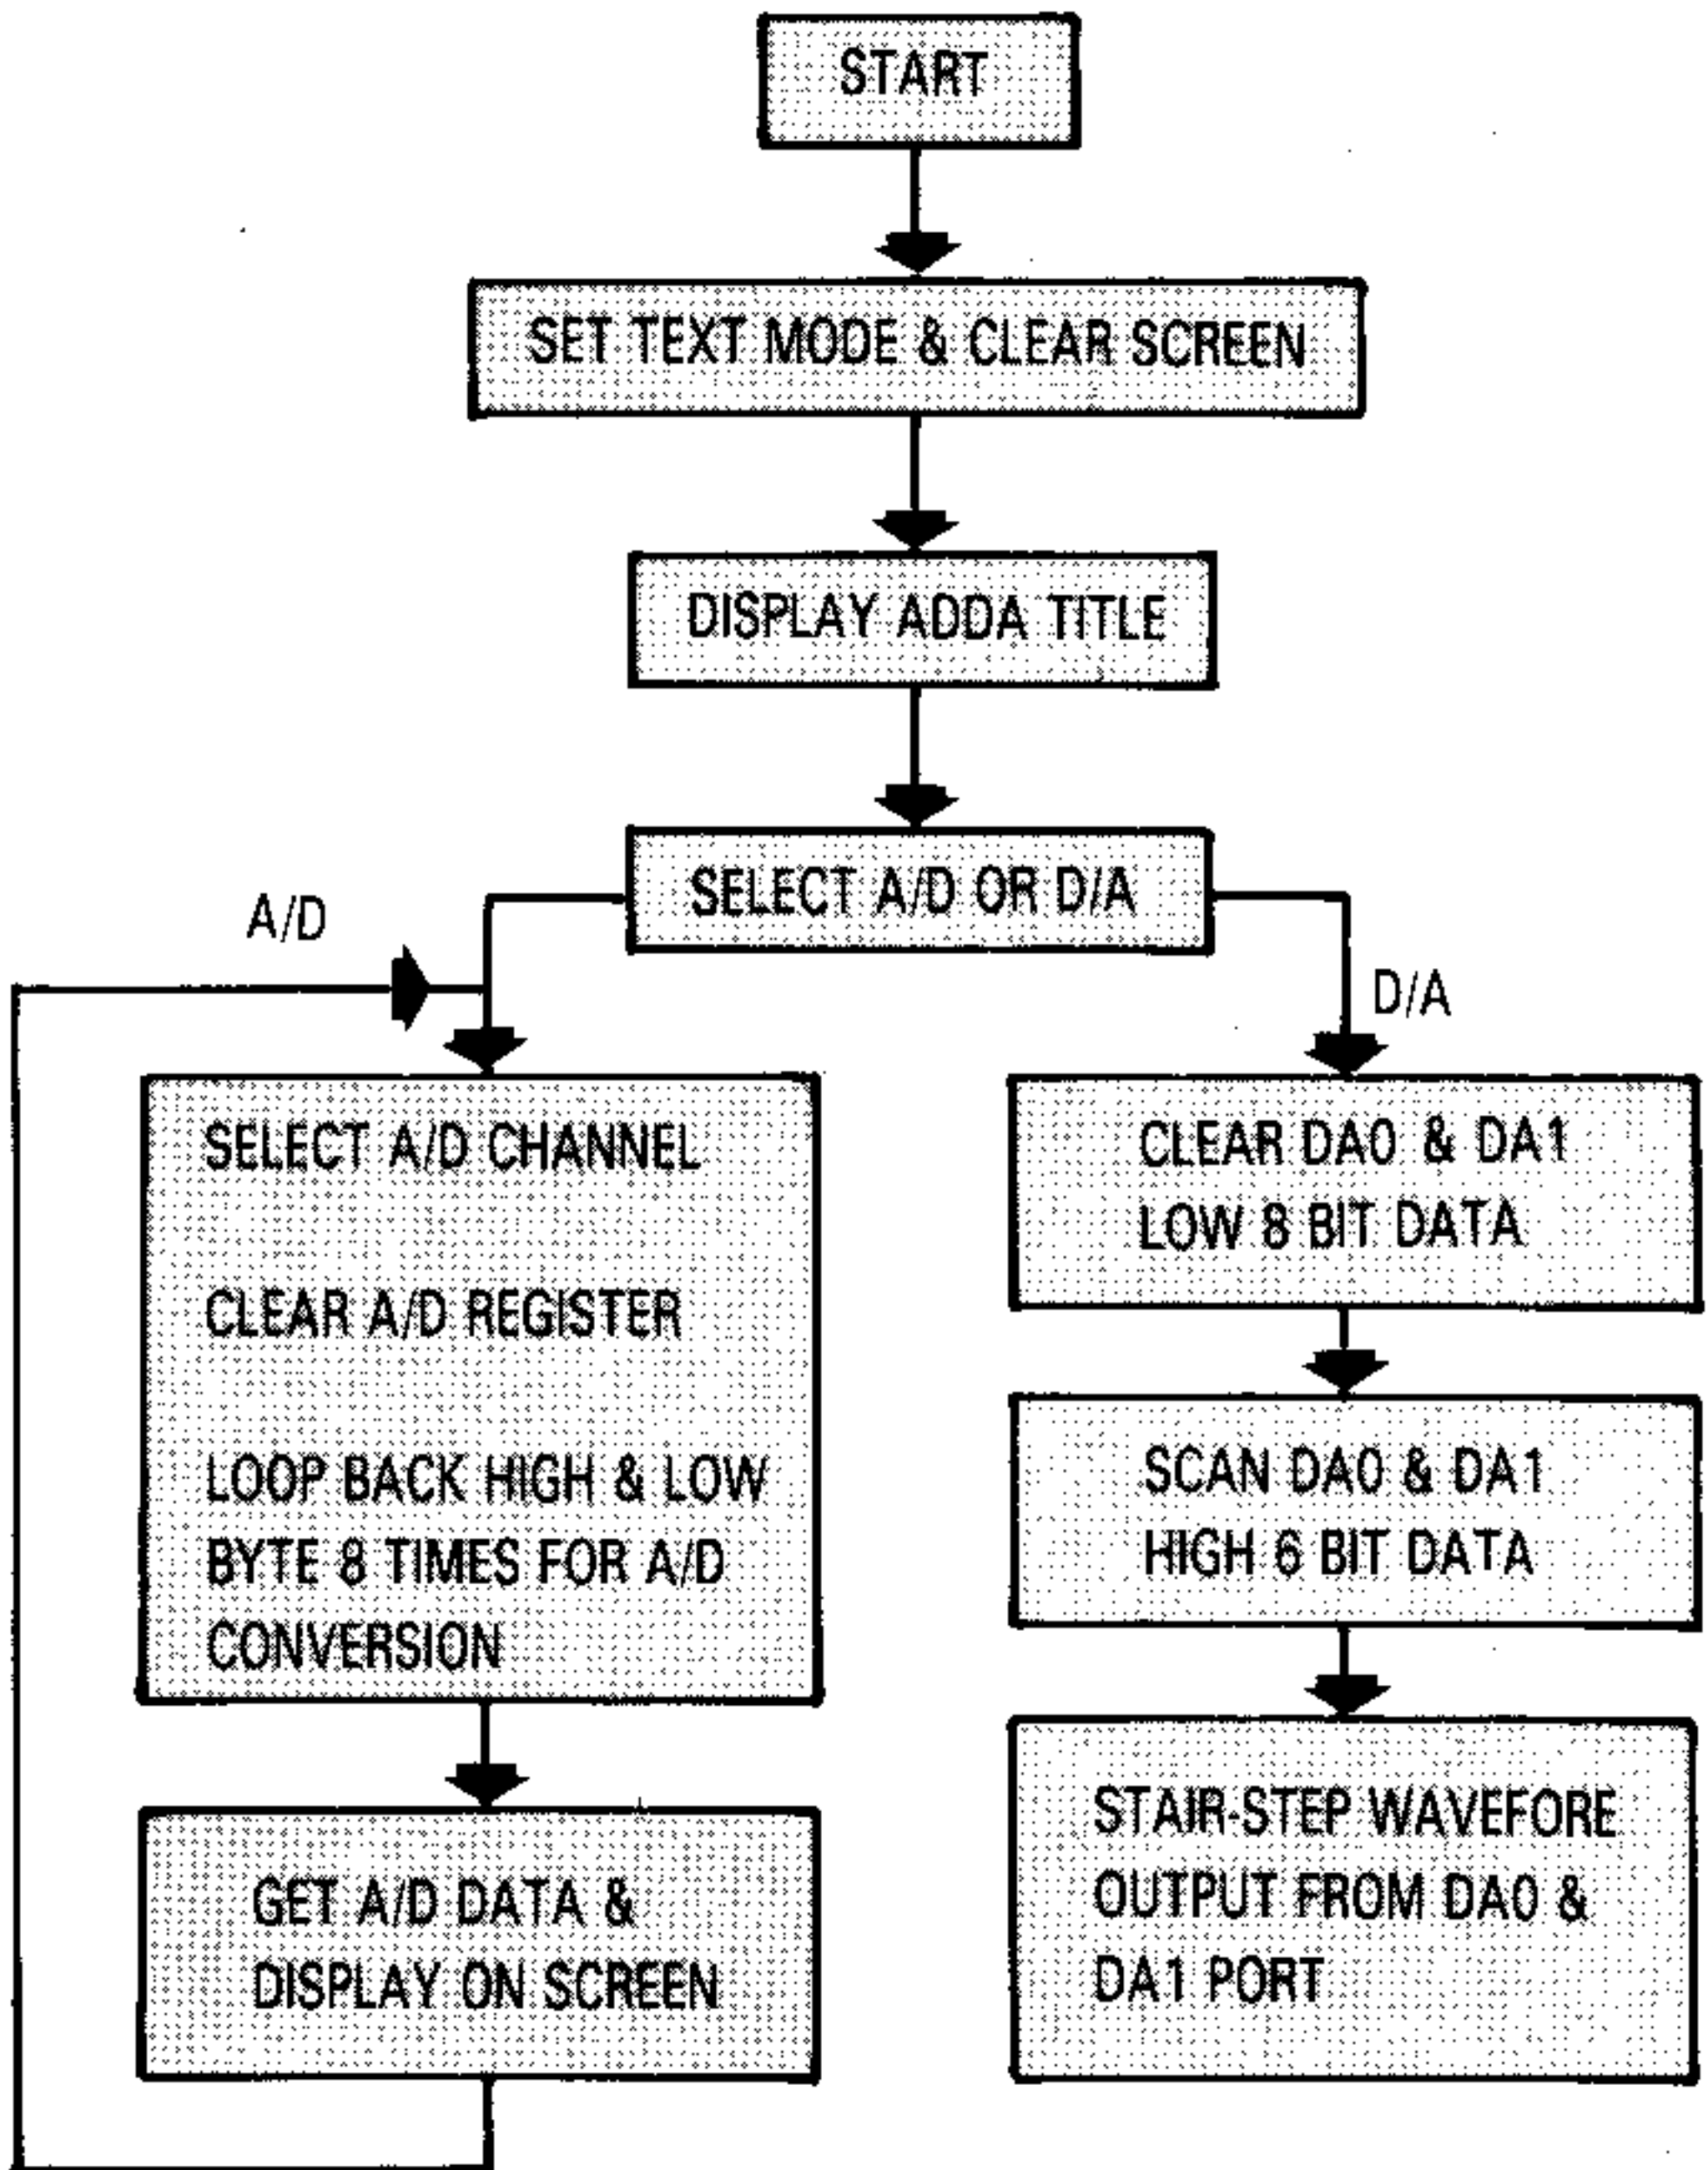 START
SET TEXT MODE & CLEAR SCREEN
DISPLAY ADDA TITLE
SELECT A/D OR D/A
A/D
D/A
SELECT A/D CHANNEL
CLEAR A/D REGISTER
LOOP BACK HIGH & LOW
BYTE 8 TIMES FOR A/D
CONVERSION
GET A/D DATA &
DISPLAY ON SCREEN
CLEAR DA0 & DA1
LOW 8 BIT DATA
SCAN DA0 & DA1
HIGH 6 BIT DATA
STAIR-STEP WAVEFORE
OUTPUT FROM DA0 &
DA1 PORT